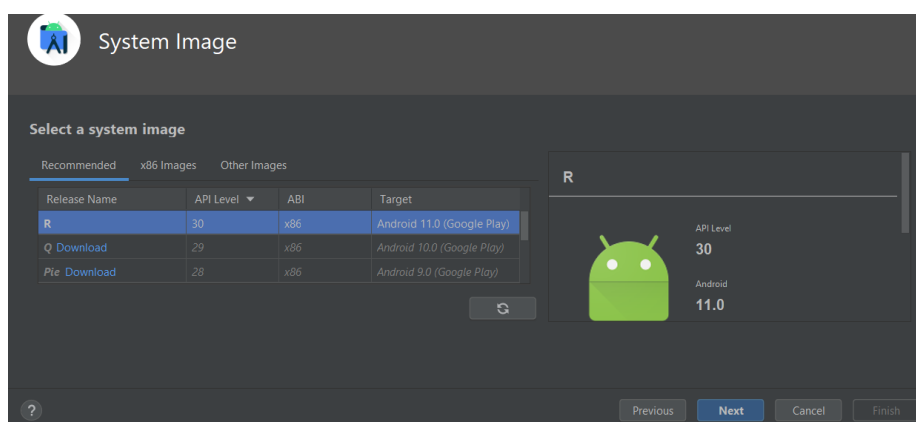 System Image
Select a system image
Recommended x86 Images Other Images
Release Name API Level ABI Target
R 30 x86 Android 11.0 (Google Play)
Q Download 29 x86 Android 10.0 (Google Play)
Pie Download 28 x86 Android 9.0 (Google Play)
R
API Level
30
Android
11.0
? Previous Next Cancel Finish